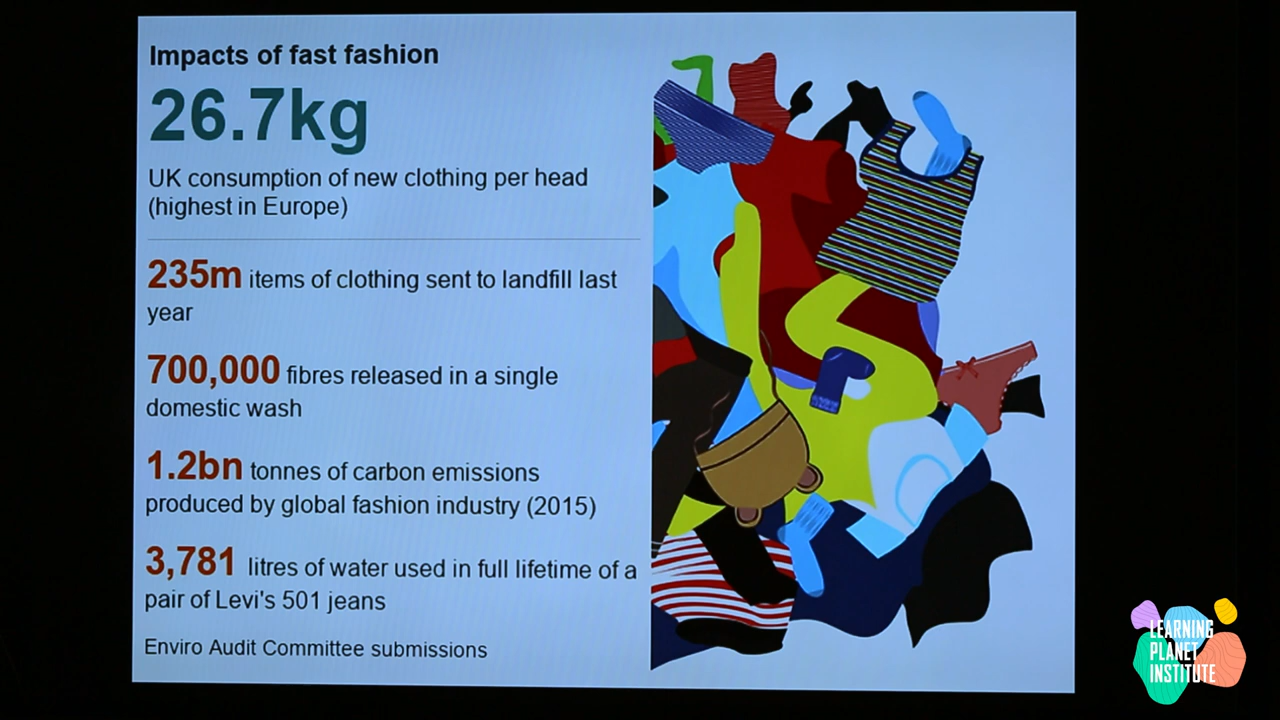 Impacts of fast fashion
26.7kg
UK consumption of new clothing per head
(highest in Europe)
235m items of clothing sent to landfill last
year
700,000 fibres released in a single
domestic wash
1.2bn tonnes of carbon emissions
produced by global fashion industry (2015)
3,781 litres of water used in full lifetime of a
pair of Levi's 501 jeans
Enviro Audit Committee submissions
LEARNING
PLANET
INSTITUTE